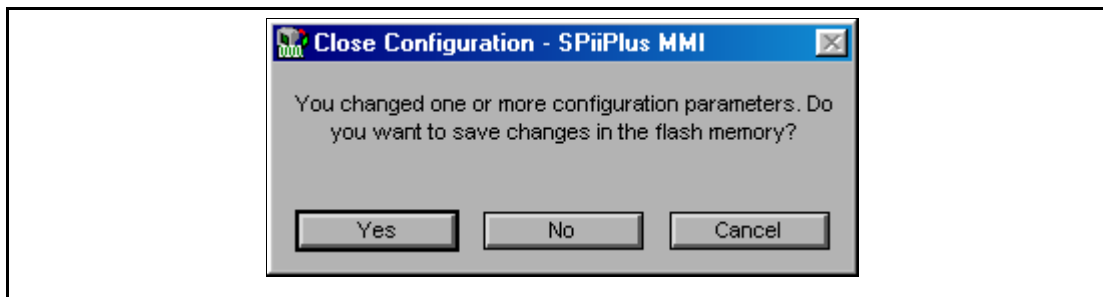 Close Configuration - SPiiPlus MMI
You changed one or more configuration parameters. Do
you want to save changes in the flash memory?
Yes No Cancel